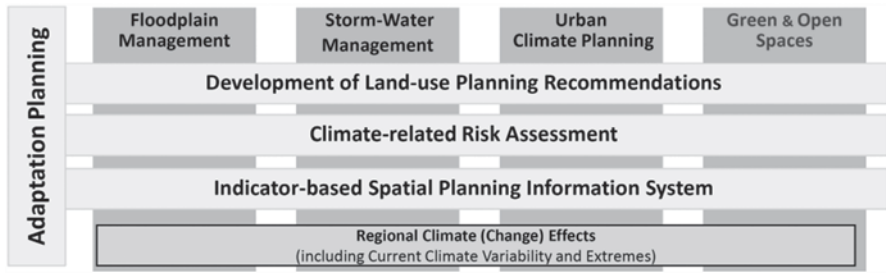 Adaptation Planning
Floodplain
Management
Storm-Water
Management
Urban
Climate Planning
Green & Open
Spaces
Development of Land-use Planning Recommendations
Climate-related Risk Assessment
Indicator-based Spatial Planning Information System
Regional Climate (Change) Effects
(including Current Climate Variability and Extremes)